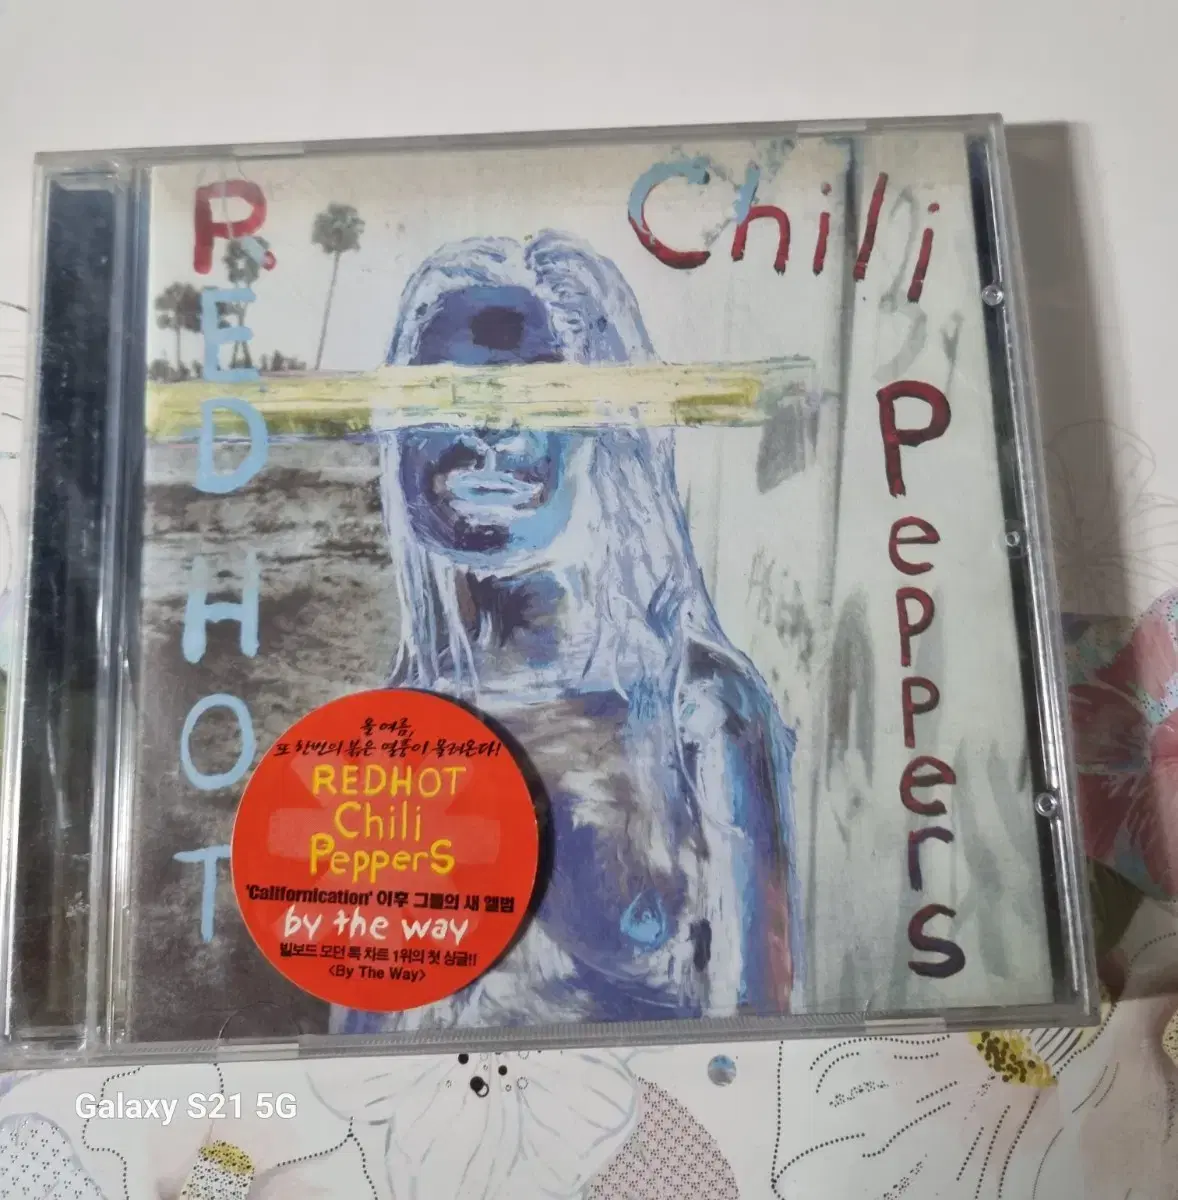 RED HOT
Chili
Peppers
올 여름,
또 한번의 붉은 열풍이 몰려온다!
REDHOT
Chili
PepperS
'Californication' 이후 그들의 새 앨범
by the way
빌보드 모던 록 차트 1위의 첫 싱글!!
<By The Way>
Galaxy S21 5G